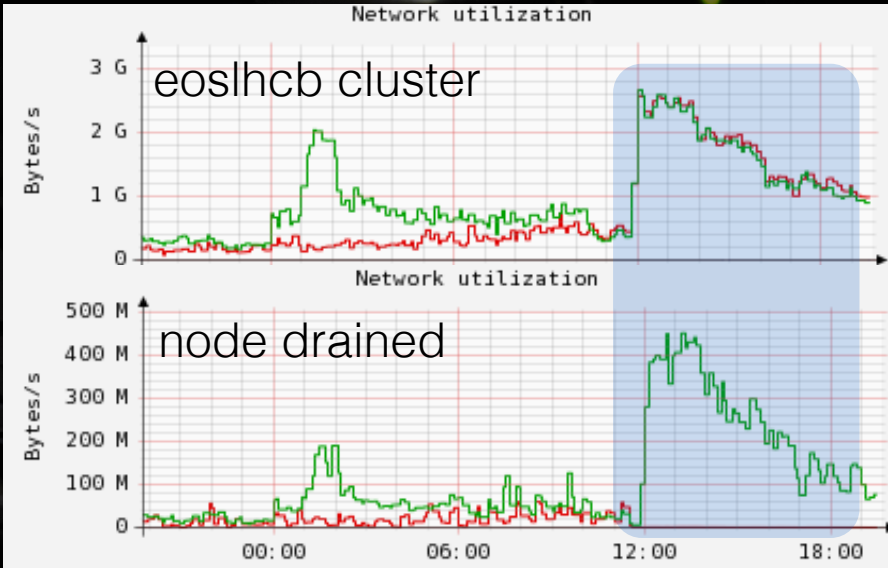 Network utilization
eoslhcb cluster
3 G
2 G
1 G
0
Bytes/s
Network utilization
node drained
500 M
400 M
300 M
200 M
100 M
0
Bytes/s
00:00 06:00 12:00 18:00